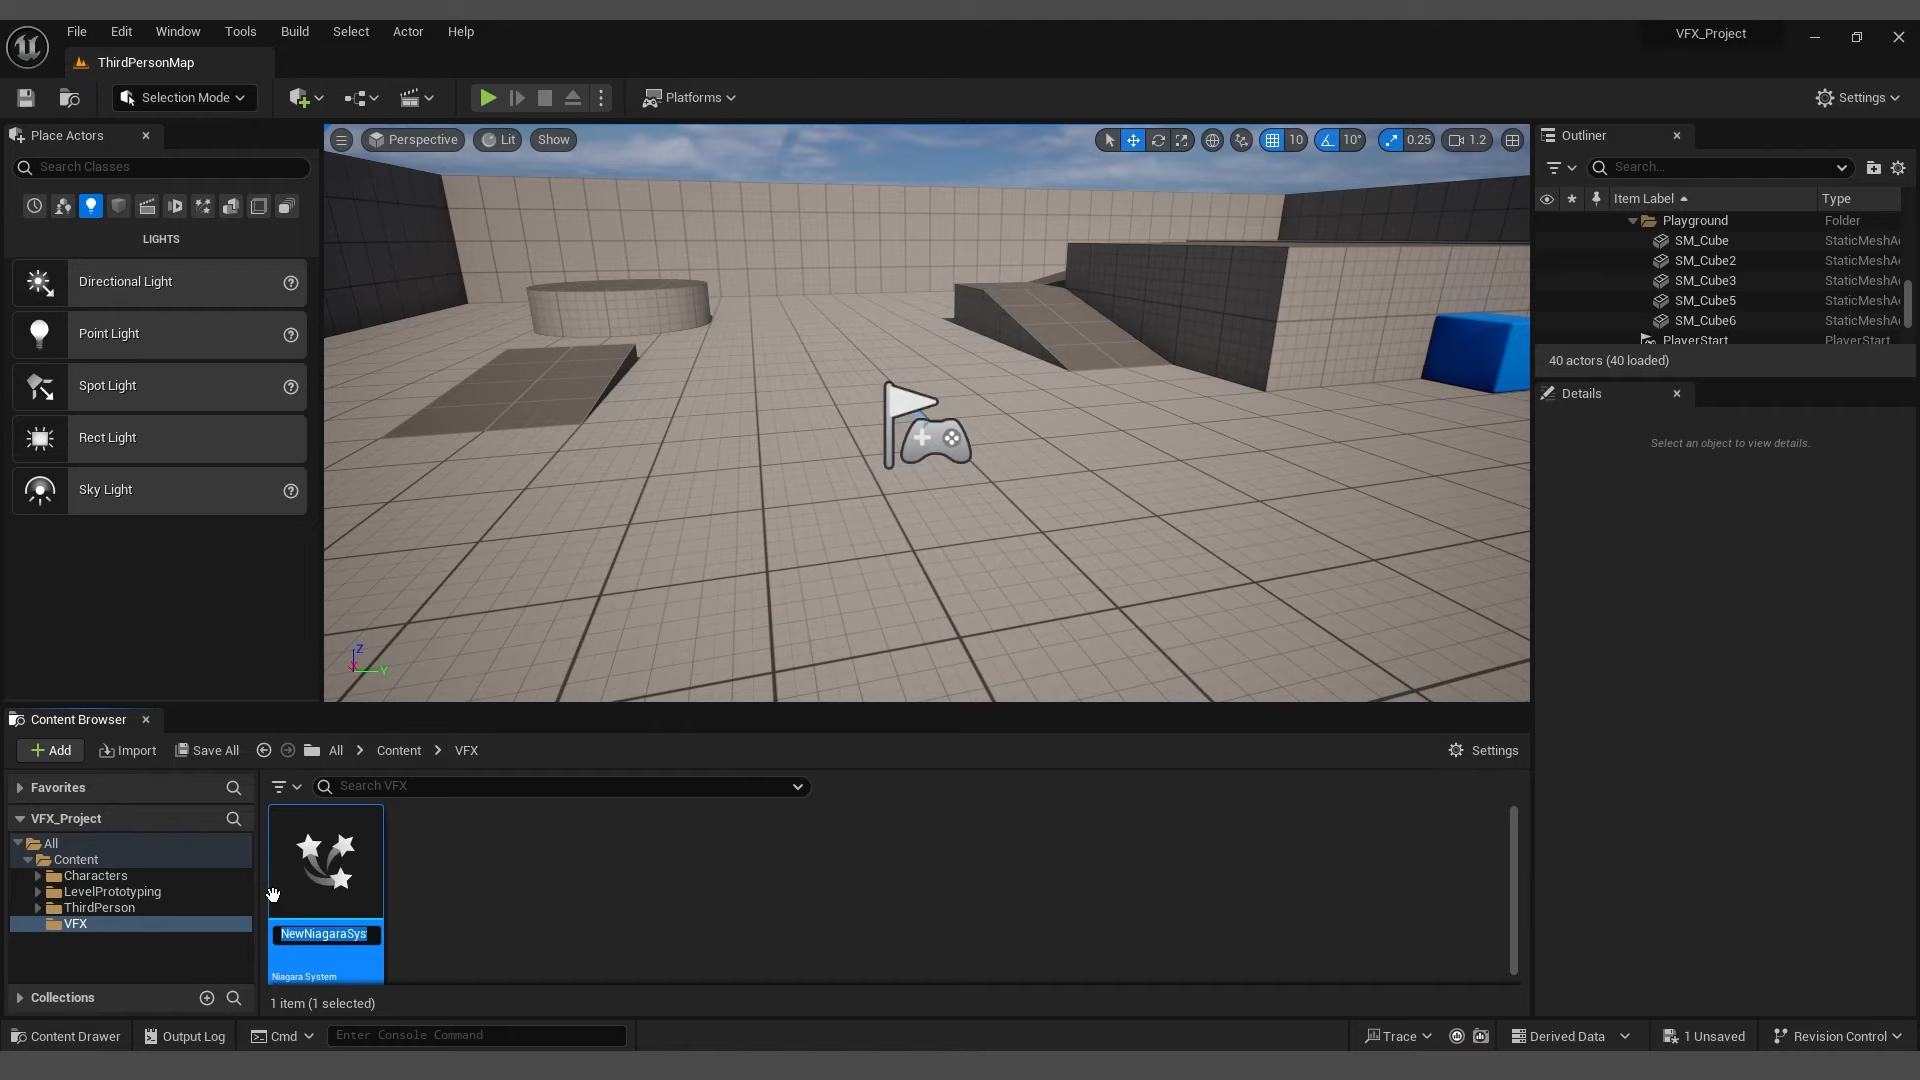 File Edit Window Tools Build Select Actor Help
VFX_Project
ThirdPersonMap
Selection Mode
Platforms
Settings
Place Actors
Search Classes
LIGHTS
Directional Light
Point Light
Spot Light
Rect Light
Sky Light
Perspective Lit Show
10 10° 0.25 1.2
Z
X
Y
Outliner
Search...
Item Label Type
Playground Folder
SM_Cube StaticMeshA
SM_Cube2 StaticMeshA
SM_Cube3 StaticMeshA
SM_Cube5 StaticMeshA
SM_Cube6 StaticMeshA
PlayerStart PlayerStart
40 actors (40 loaded)
Details
Select an object to view details.
Content Browser
Add Import Save All All > Content > VFX Settings
Favorites
Search VFX
VFX_Project
All
Content
Characters
LevelPrototyping
ThirdPerson
VFX
NewNiagaraSys
Niagara System
Collections
1 item (1 selected)
Content Drawer Output Log Cmd Enter Console Command Trace Derived Data 1 Unsaved Revision Control